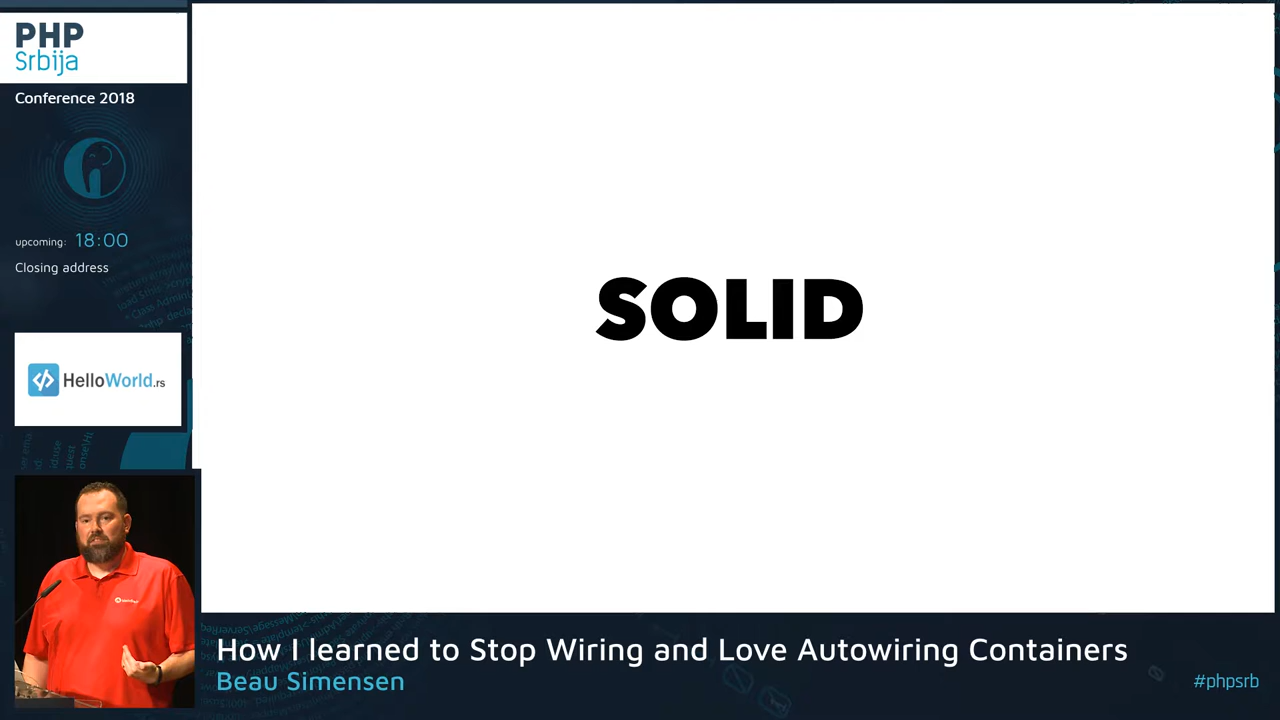 PHP
Srbija
Conference 2018
upcoming: 18:00
Closing address
HelloWorld.rs
SOLID
How I learned to Stop Wiring and Love Autowiring Containers
Beau Simensen
#phpsrb